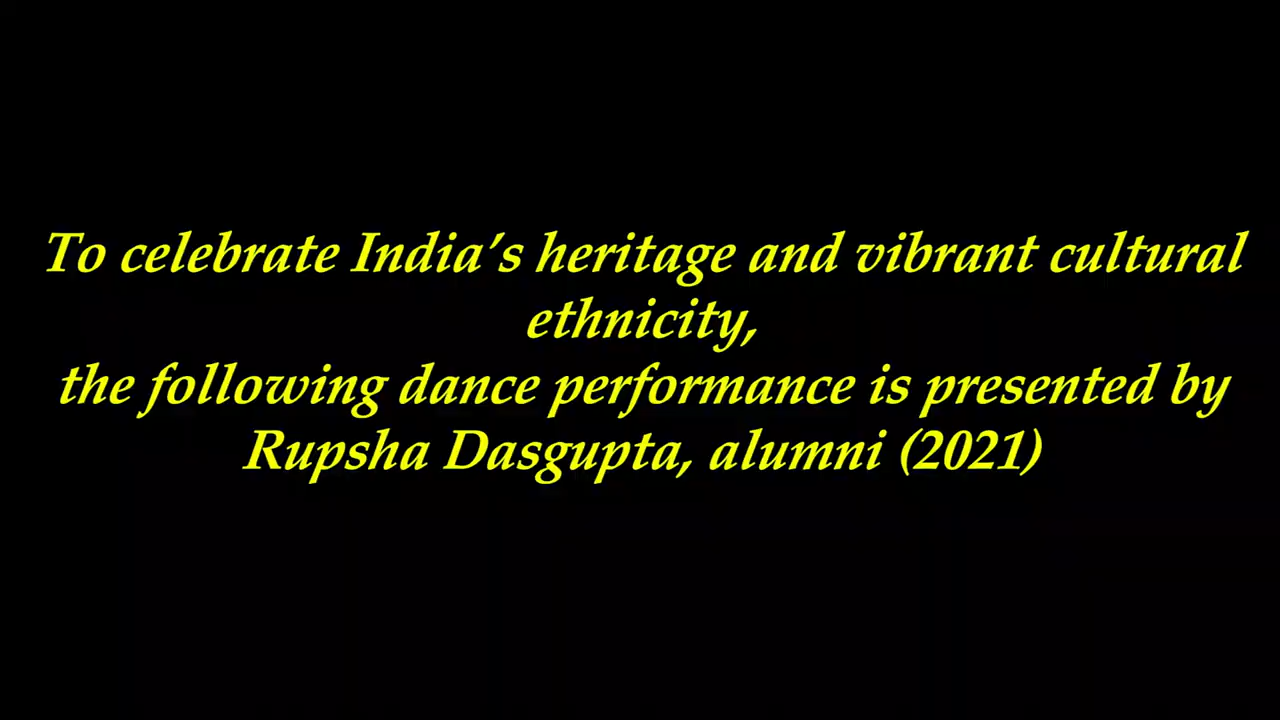 To celebrate India’s heritage and vibrant cultural
ethnicity,
the following dance performance is presented by
Rupsha Dasgupta, alumni (2021)